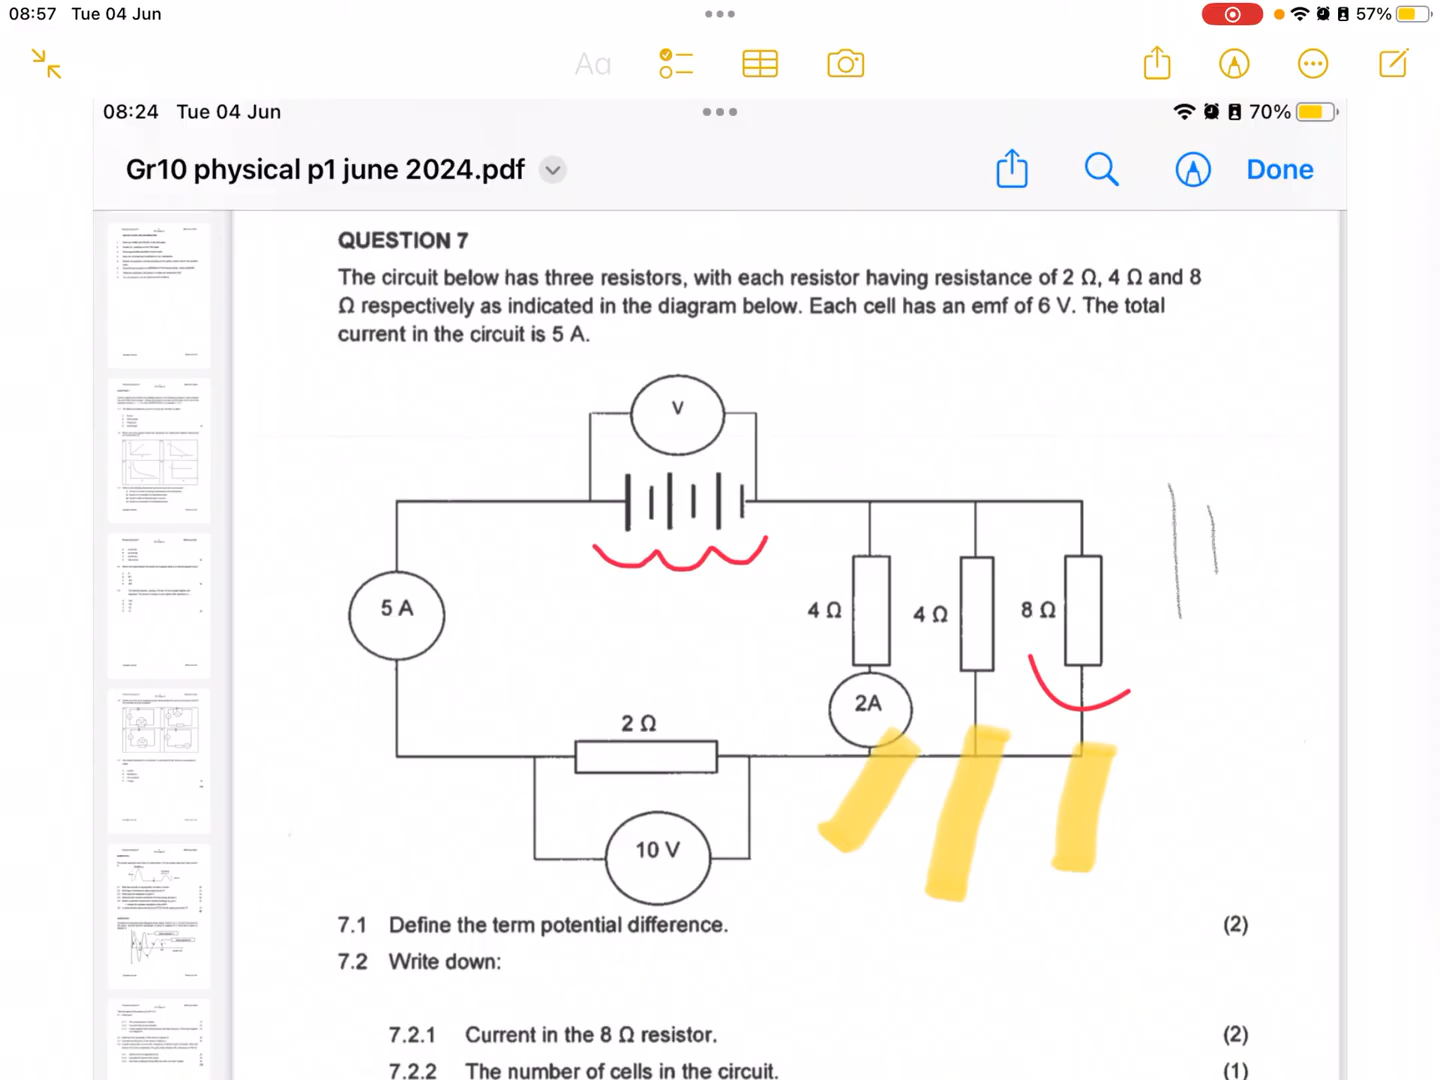 08:57 Tue 04 Jun
57%
Aa
08:24 Tue 04 Jun
70%
Gr10 physical p1 june 2024.pdf
Done
QUESTION 7
The circuit below has three resistors, with each resistor having resistance of 2 Ω, 4 Ω and 8
Ω respectively as indicated in the diagram below. Each cell has an emf of 6 V. The total
current in the circuit is 5 A.
V
5 A
4 Ω
4 Ω
8 Ω
2A
2 Ω
10 V
7.1 Define the term potential difference. (2)
7.2 Write down:
7.2.1 Current in the 8 Ω resistor. (2)
7.2.2 The number of cells in the circuit. (1)